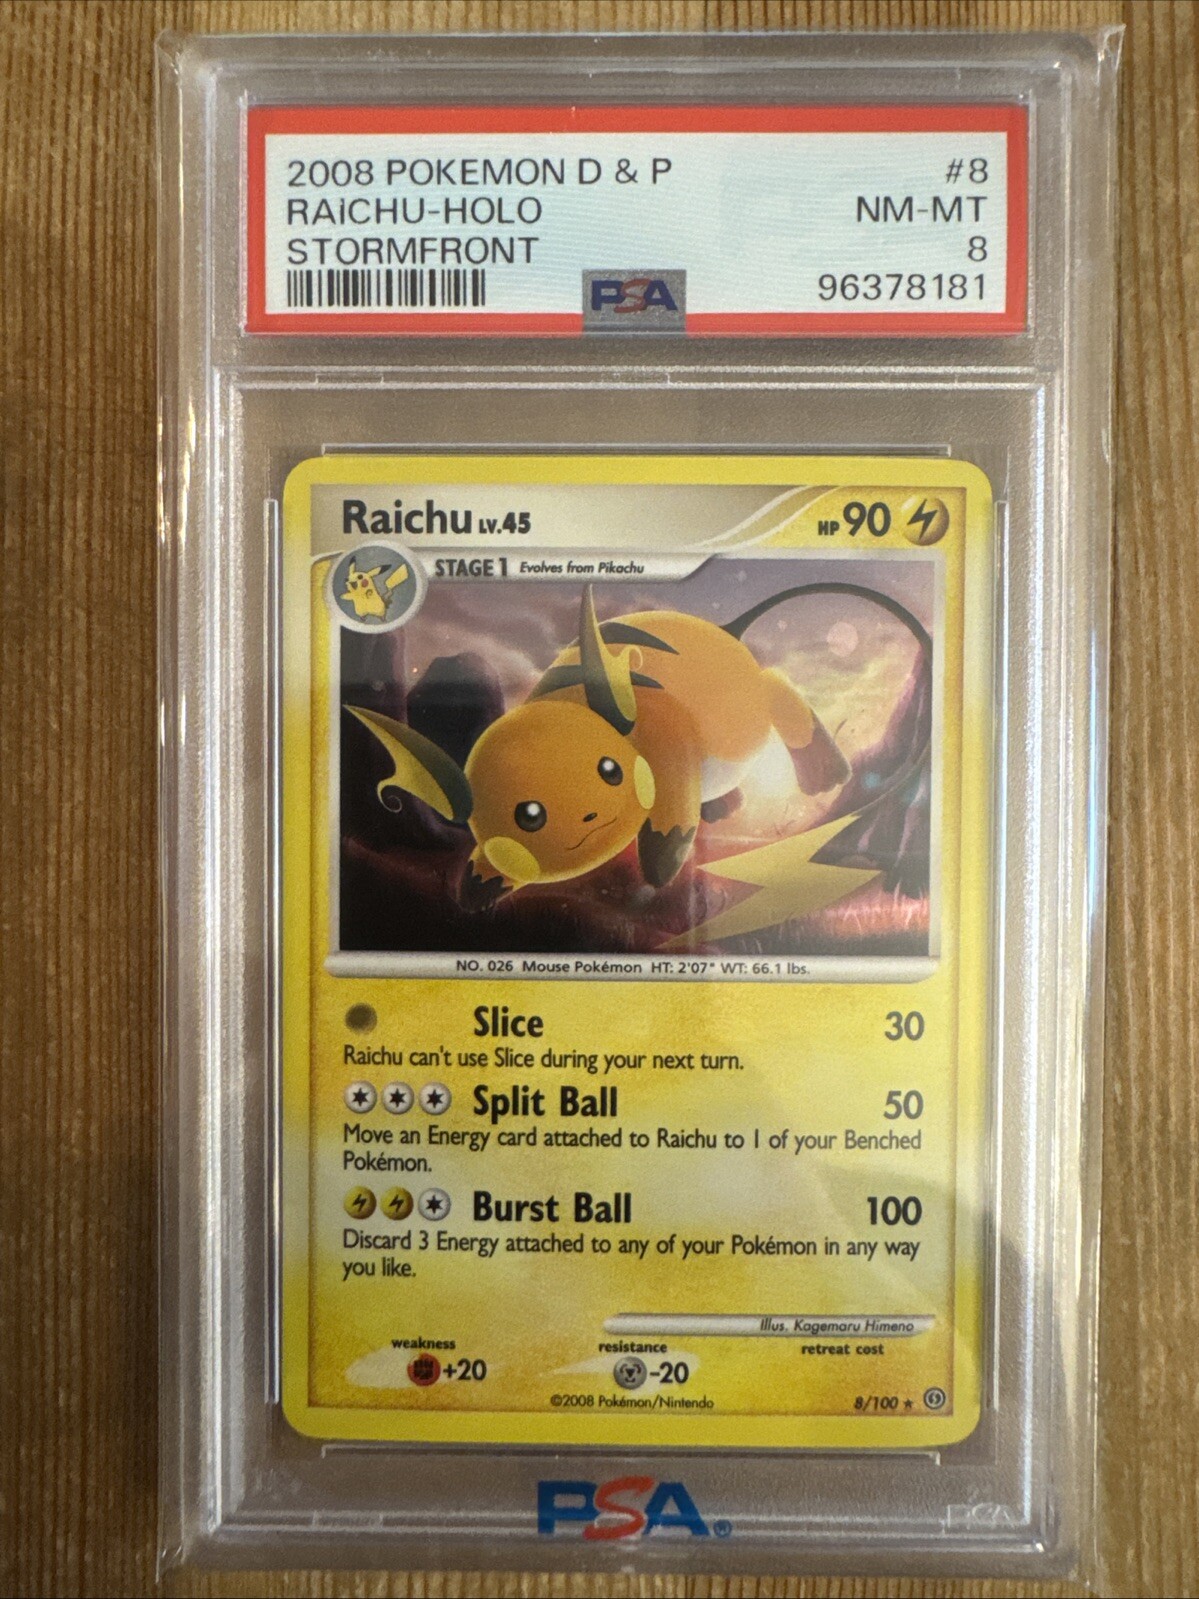 2008 POKEMON D & P #8
RAiCHU-HOLO NM-MT
STORMFRONT 8
96378181
PSA
Raichu LV.45 HP 90
STAGE 1 Evolves from Pikachu
NO. 026 Mouse Pokémon HT: 2'07" WT: 66.1 lbs.
Slice 30
Raichu can't use Slice during your next turn.
Split Ball 50
Move an Energy card attached to Raichu to 1 of your Benched
Pokémon.
Burst Ball 100
Discard 3 Energy attached to any of your Pokémon in any way
you like.
Illus. Kagemaru Himeno
weakness resistance retreat cost
+20 -20
©2008 Pokémon/Nintendo 8/100
PSA®
PSA